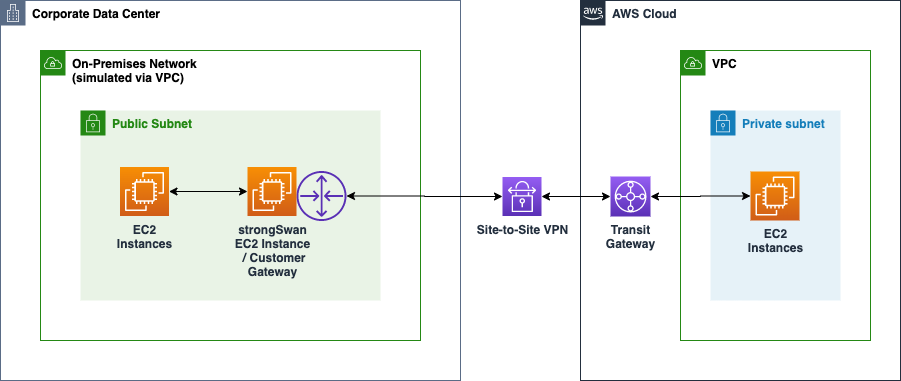 Corporate Data Center
aws
AWS Cloud
On-Premises Network
(simulated via VPC)
VPC
Public Subnet
Private subnet
EC2
Instances
strongSwan
EC2 Instance
/ Customer
Gateway
Site-to-Site VPN
Transit
Gateway
EC2
Instances